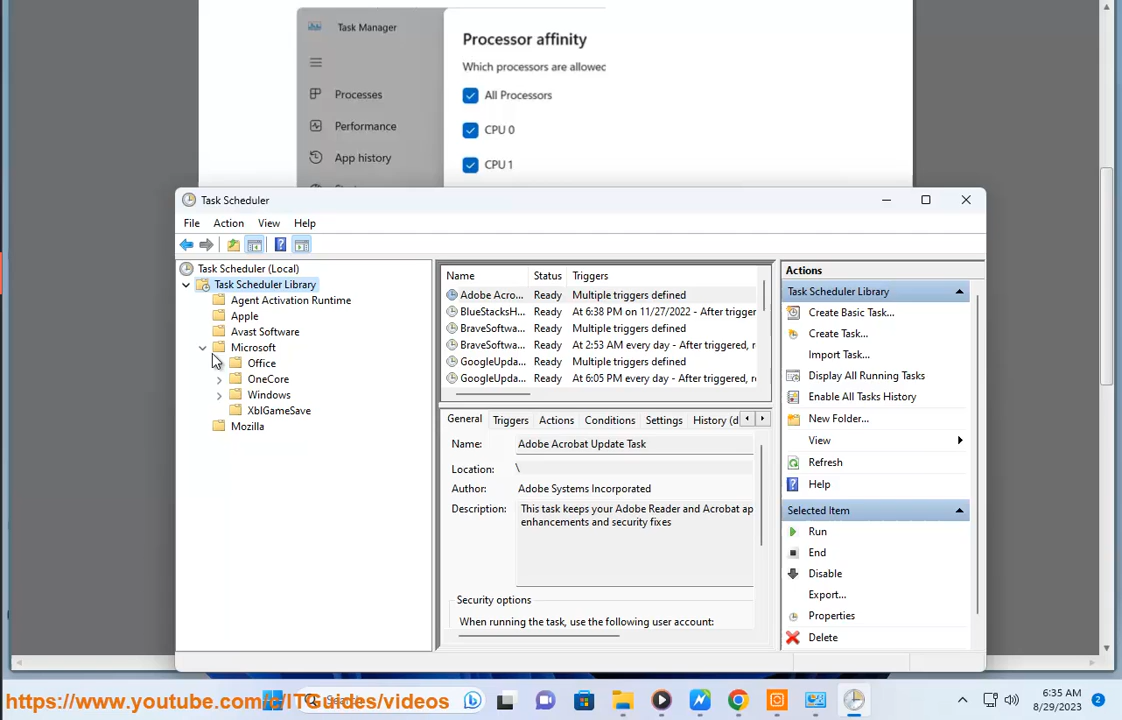 Task Manager
Processor affinity
Which processors are allowec
Processes
All Processors
Performance
CPU 0
App history
CPU 1
Task Scheduler
File Action View Help
Task Scheduler (Local)
Task Scheduler Library
Agent Activation Runtime
Apple
Avast Software
Microsoft
Office
OneCore
Windows
XblGameSave
Mozilla
Name Status Triggers
Adobe Acro... Ready Multiple triggers defined
BlueStacksH... Ready At 6:38 PM on 11/27/2022 - After trigger
BraveSoftwa... Ready Multiple triggers defined
BraveSoftwa... Ready At 2:53 AM every day - After triggered, r
GoogleUpda... Ready Multiple triggers defined
GoogleUpda... Ready At 6:05 PM every day - After triggered, r
General Triggers Actions Conditions Settings History (d
Name: Adobe Acrobat Update Task
Location: \
Author: Adobe Systems Incorporated
Description: This task keeps your Adobe Reader and Acrobat ap
enhancements and security fixes
Security options
When running the task, use the following user account:
Actions
Task Scheduler Library
Create Basic Task...
Create Task...
Import Task...
Display All Running Tasks
Enable All Tasks History
New Folder...
View
Refresh
Help
Selected Item
Run
End
Disable
Export...
Properties
Delete
https://www.youtube.com/c/ITGuides/videos
6:35 AM
8/29/2023
2